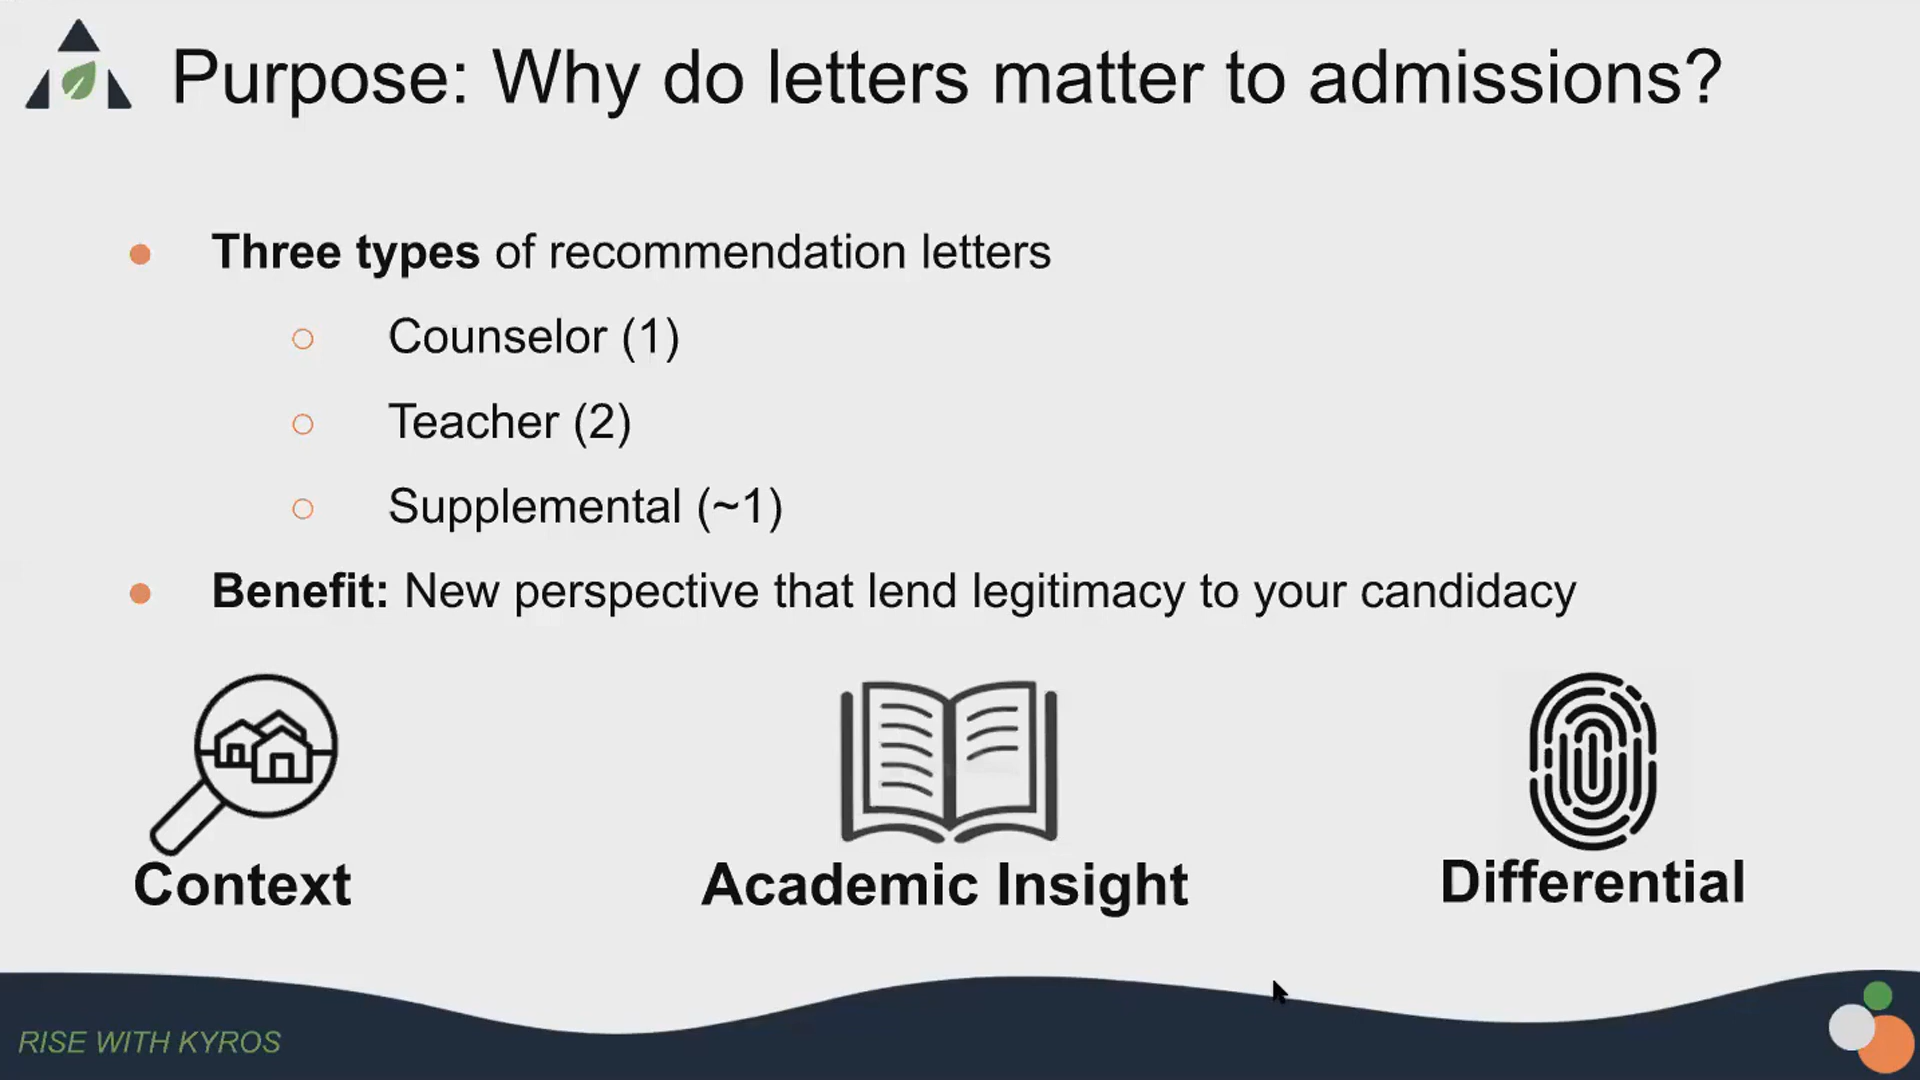 Purpose: Why do letters matter to admissions?
Three types of recommendation letters
Counselor (1)
Teacher (2)
Supplemental (~1)
Benefit: New perspective that lend legitimacy to your candidacy
Context
Academic Insight
Differential
RISE WITH KYROS